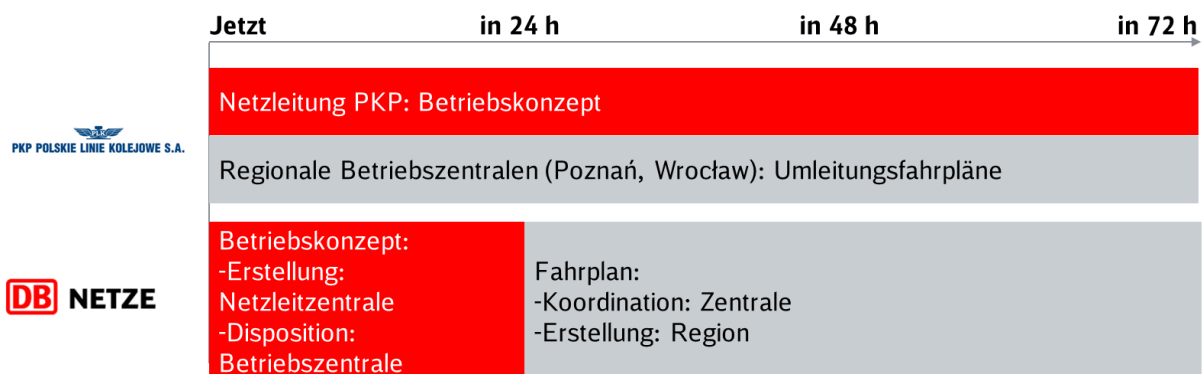 Jetzt in 24 h in 48 h in 72 h
Netzleitung PKP: Betriebskonzept
PLK
PKP POLSKIE LINIE KOLEJOWE S.A.
Regionale Betriebszentralen (Poznań, Wrocław): Umleitungsfahrpläne
Betriebskonzept:
-Erstellung:
Netzleitzentrale
-Disposition:
Betriebszentrale
DB NETZE
Fahrplan:
-Koordination: Zentrale
-Erstellung: Region